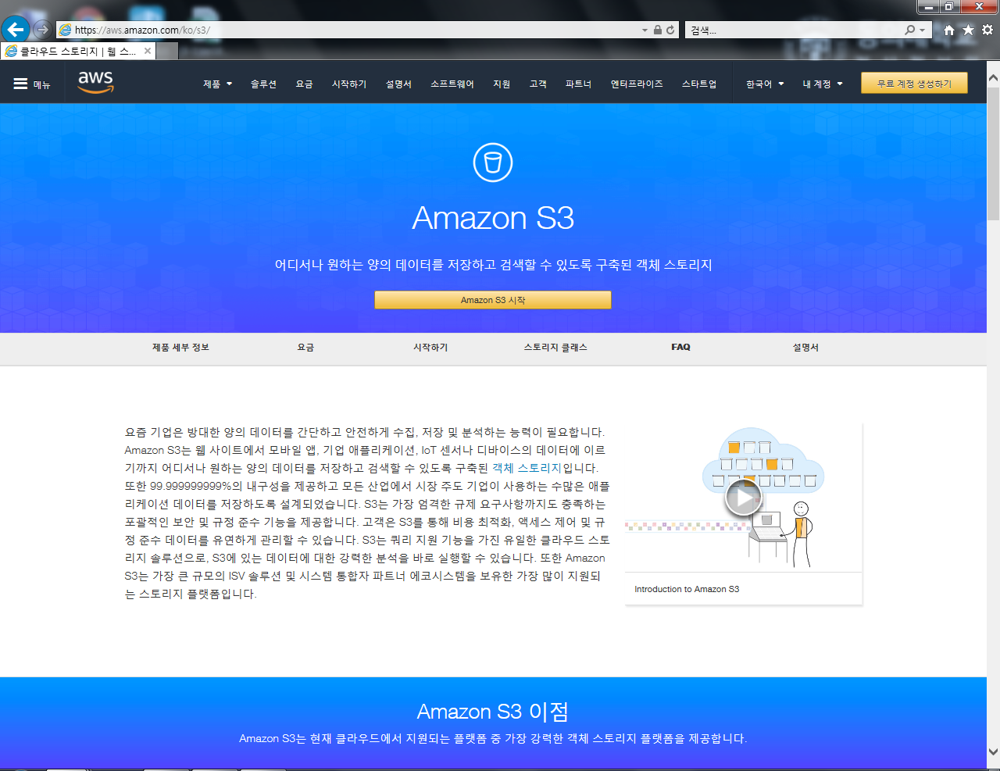 https://aws.amazon.com/ko/s3/
검색...
클라우드 스토리지 | 웹 스...
메뉴
aws
제품
솔루션
요금
시작하기
설명서
소프트웨어
지원
고객
파트너
엔터프라이즈
스타트업
한국어
내 계정
무료 계정 생성하기
Amazon S3
어디서나 원하는 양의 데이터를 저장하고 검색할 수 있도록 구축된 객체 스토리지
Amazon S3 시작
제품 세부 정보
요금
시작하기
스토리지 클래스
FAQ
설명서
요즘 기업은 방대한 양의 데이터를 간단하고 안전하게 수집, 저장 및 분석하는 능력이 필요합니다.
Amazon S3는 웹 사이트에서 모바일 앱, 기업 애플리케이션, IoT 센서나 디바이스의 데이터에 이르
기까지 어디서나 원하는 양의 데이터를 저장하고 검색할 수 있도록 구축된 객체 스토리지입니다.
또한 99.999999999%의 내구성을 제공하고 모든 산업에서 시장 주도 기업이 사용하는 수많은 애플
리케이션 데이터를 저장하도록 설계되었습니다. S3는 가장 엄격한 규제 요구사항까지도 충족하는
포괄적인 보안 및 규정 준수 기능을 제공합니다. 고객은 S3를 통해 비용 최적화, 액세스 제어 및 규
정 준수 데이터를 유연하게 관리할 수 있습니다. S3는 쿼리 지원 기능을 가진 유일한 클라우드 스토
리지 솔루션으로, S3에 있는 데이터에 대한 강력한 분석을 바로 실행할 수 있습니다. 또한 Amazon
S3는 가장 큰 규모의 ISV 솔루션 및 시스템 통합자 파트너 에코시스템을 보유한 가장 많이 지원되
는 스토리지 플랫폼입니다.
Introduction to Amazon S3
Amazon S3 이점
Amazon S3는 현재 클라우드에서 지원되는 플랫폼 중 가장 강력한 객체 스토리지 플랫폼을 제공합니다.